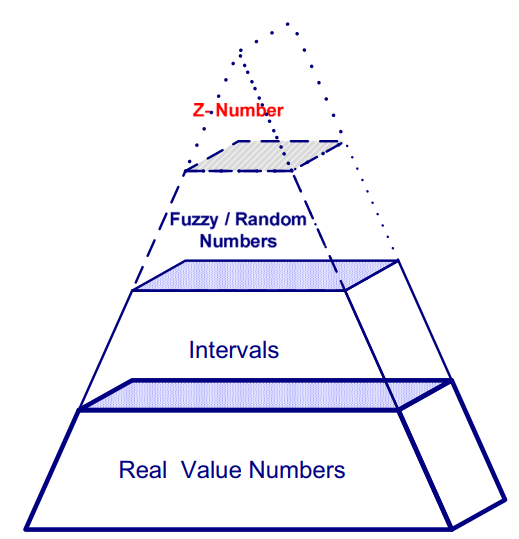 Z- Number
Fuzzy / Random
Numbers
Intervals
Real Value Numbers